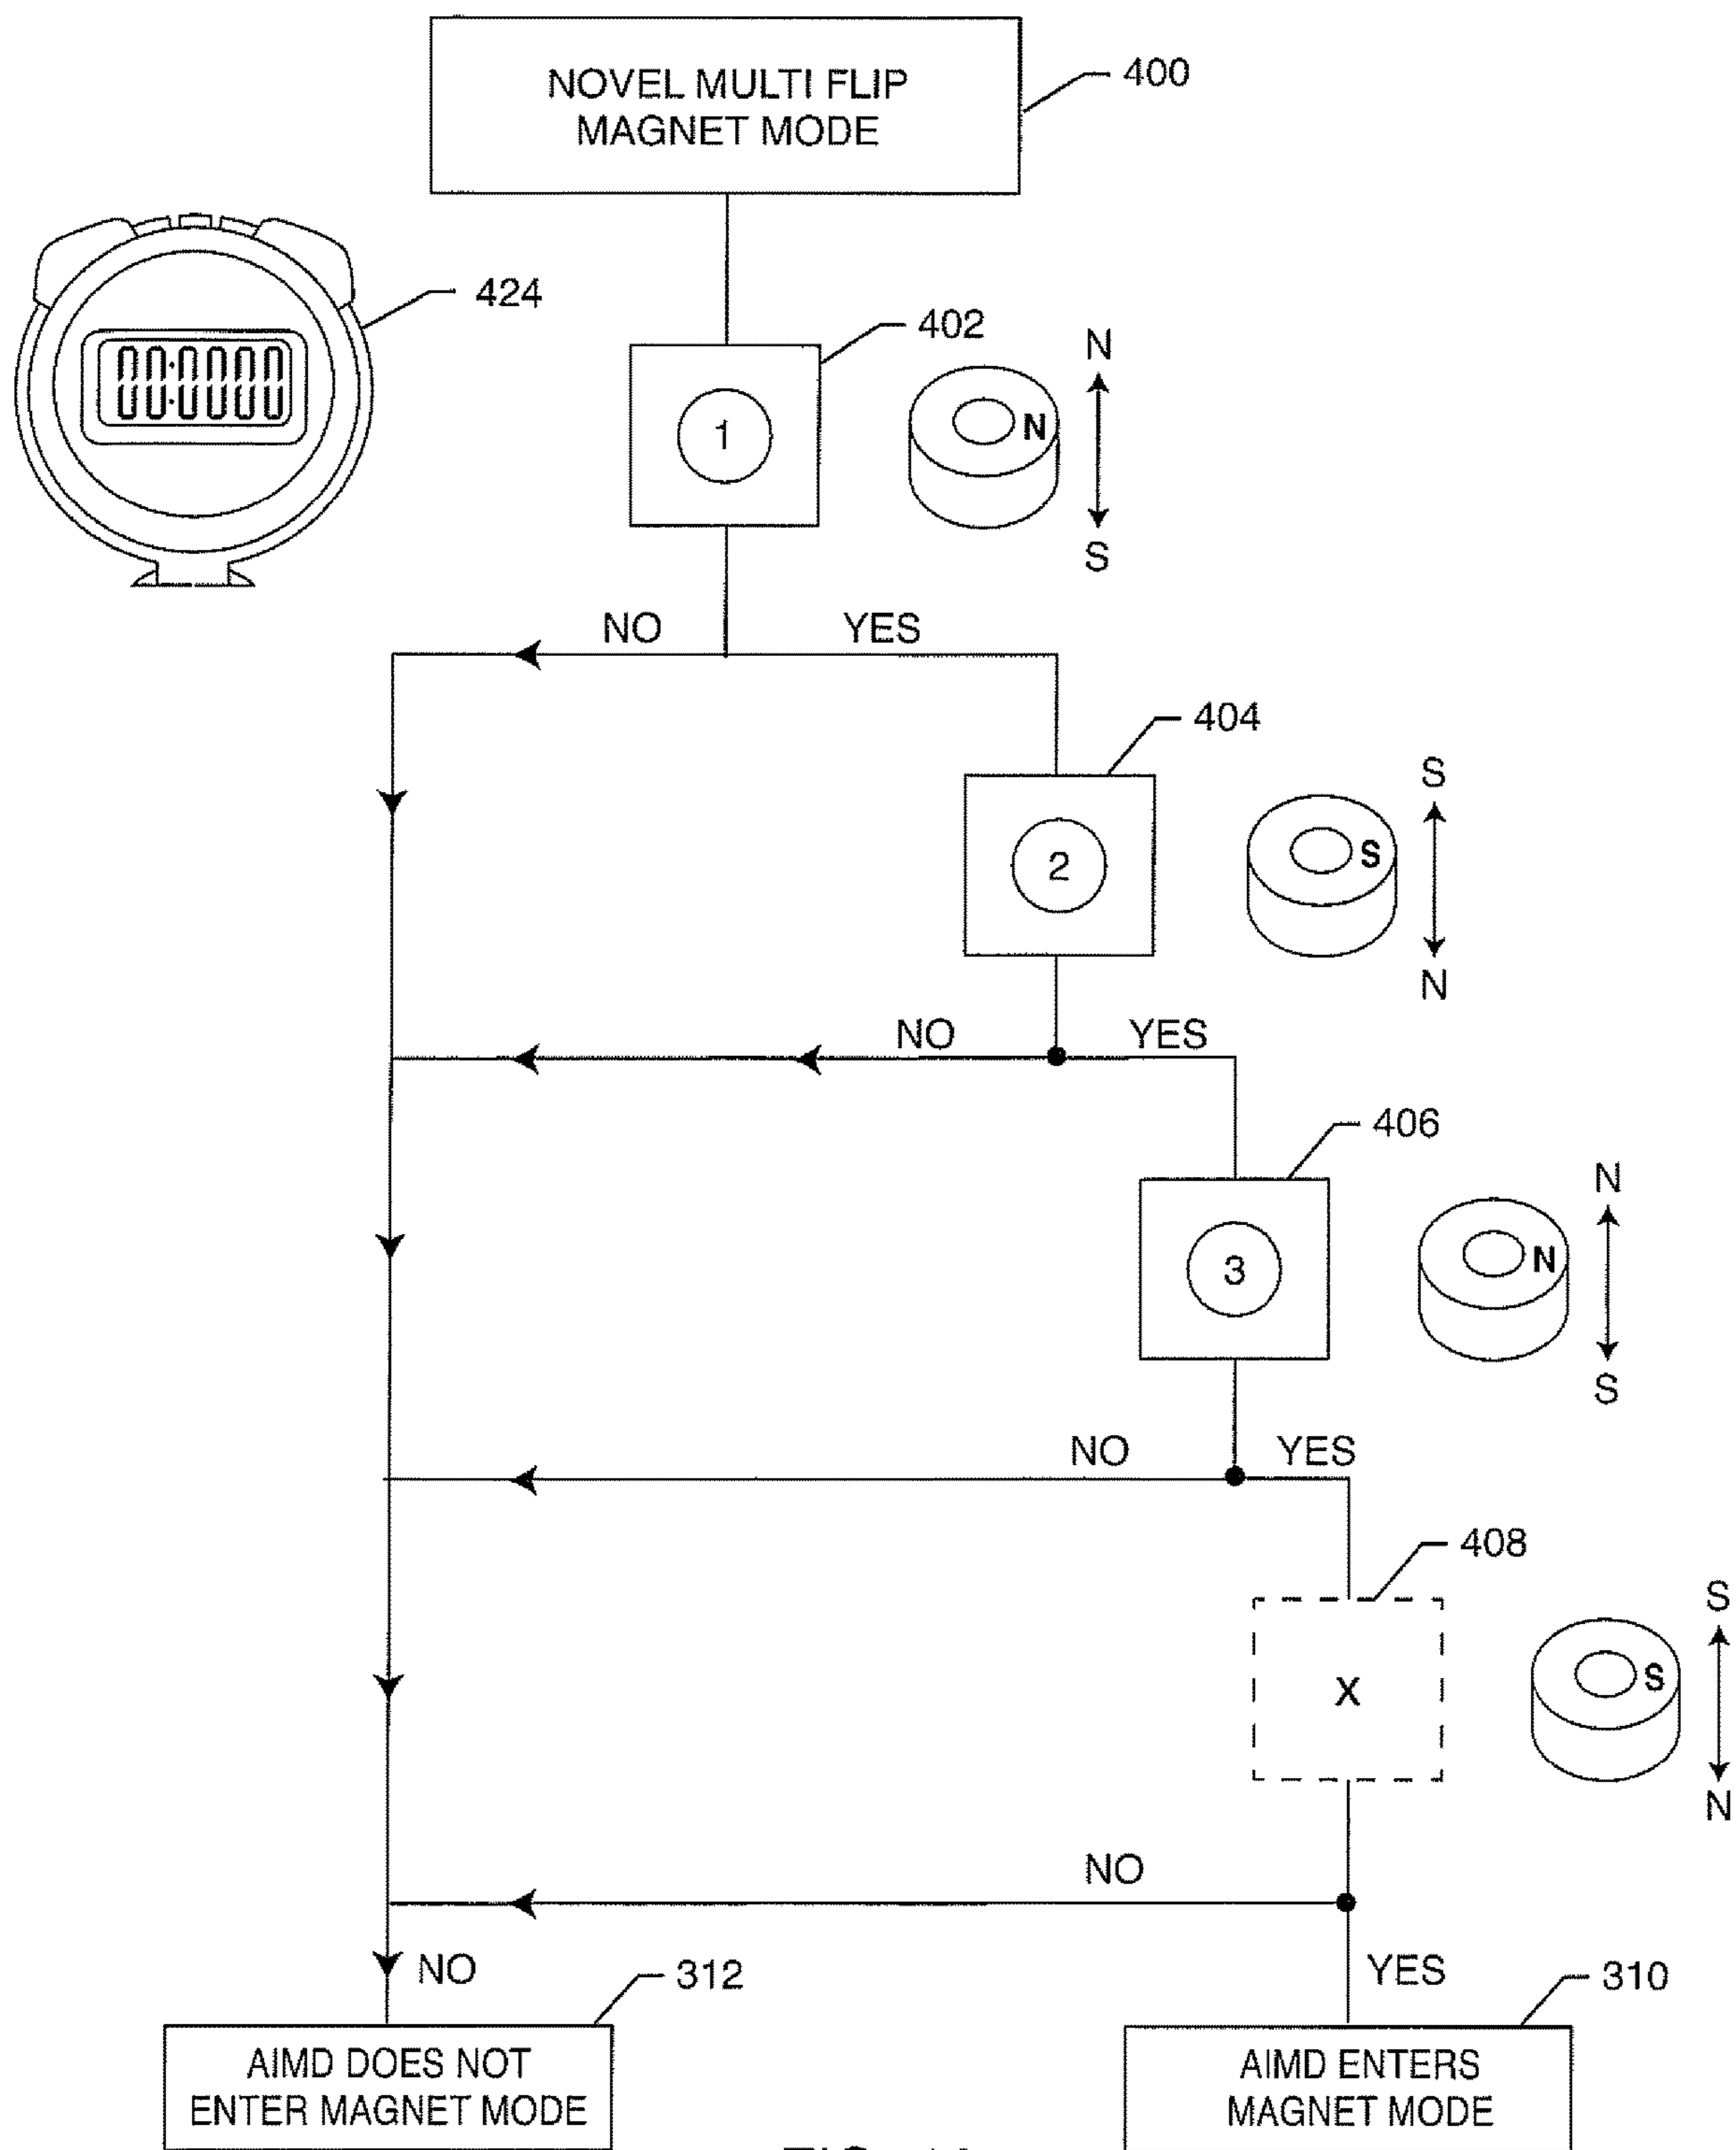 NOVEL MULTI FLIP
MAGNET MODE
400
424
00:0000
402
1
N
N
S
NO
YES
404
2
S
S
N
NO
YES
406
3
N
N
S
NO
YES
408
X
S
S
N
NO
NO
312
YES
310
AIMD DOES NOT
ENTER MAGNET MODE
AIMD ENTERS
MAGNET MODE